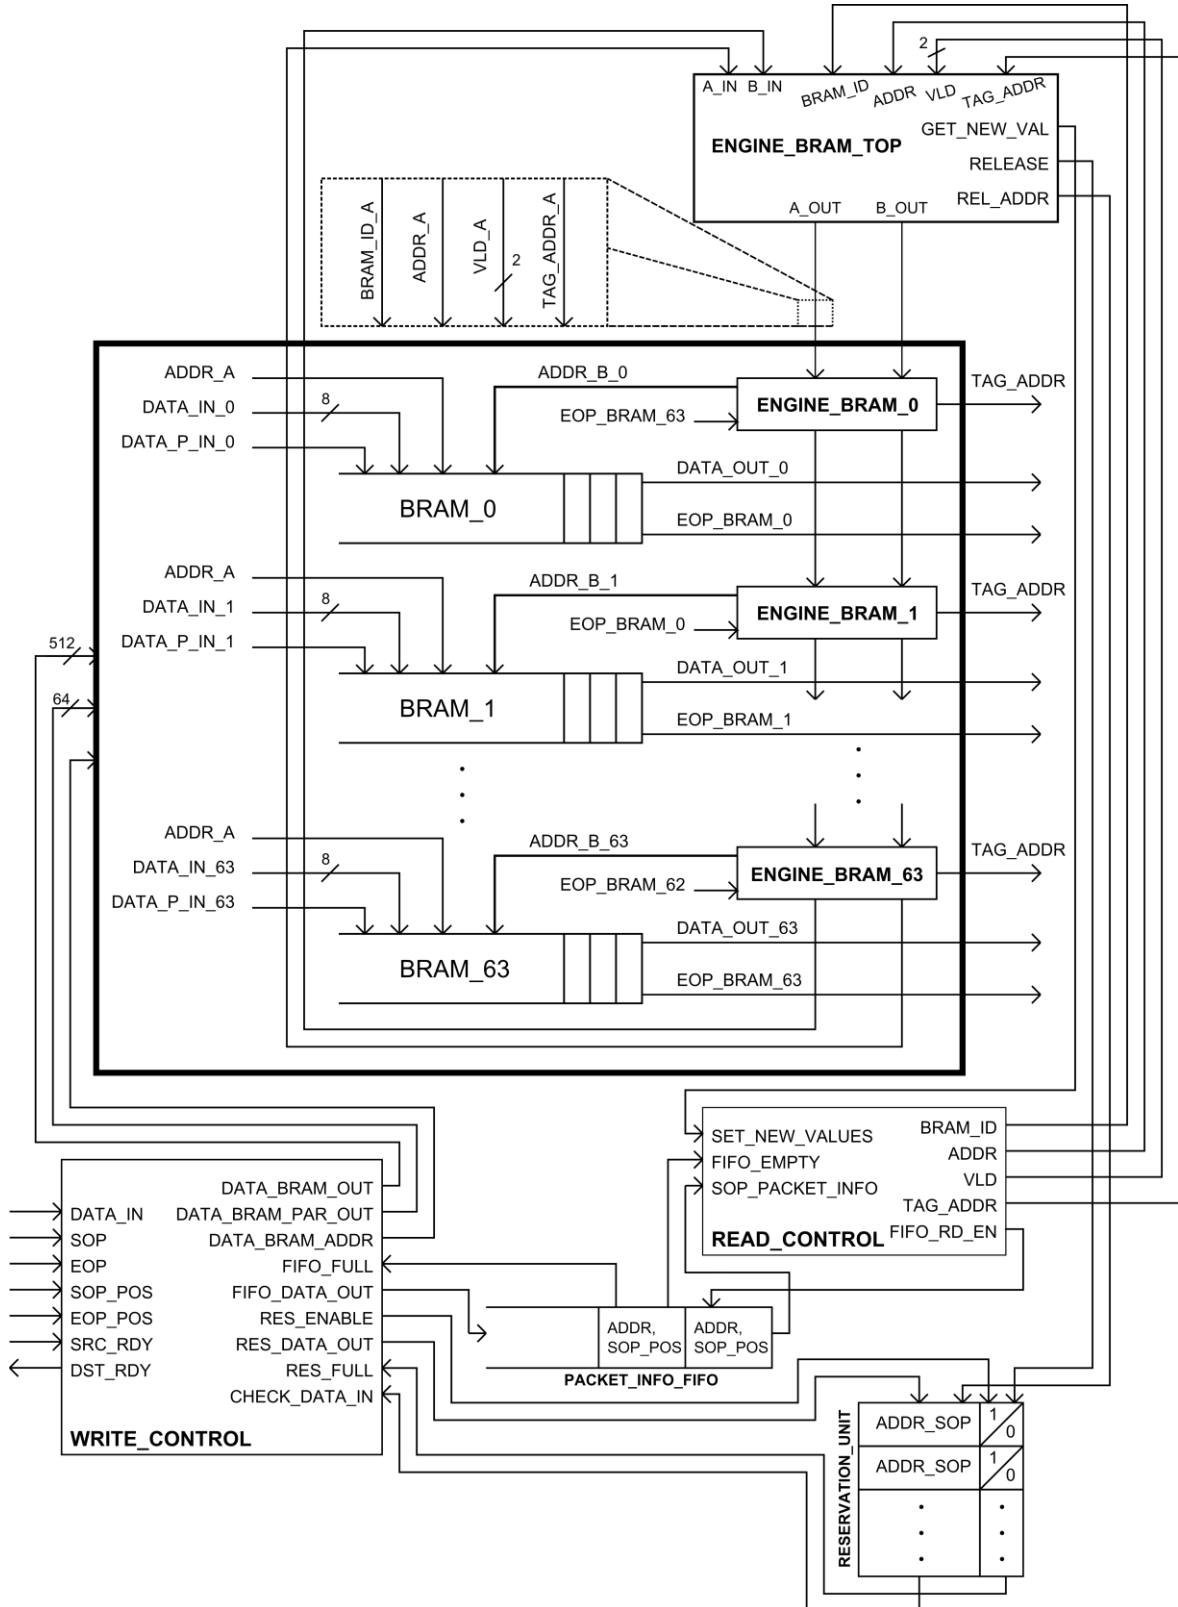 2
A_IN B_IN BRAM_ID ADDR VLD TAG_ADDR
GET_NEW_VAL
ENGINE_BRAM_TOP
RELEASE
REL_ADDR
A_OUT B_OUT
BRAM_ID_A
ADDR_A
VLD_A
2
TAG_ADDR_A
ADDR_A
DATA_IN_0
8
DATA_P_IN_0
ADDR_B_0
EOP_BRAM_63
ENGINE_BRAM_0
TAG_ADDR
BRAM_0
DATA_OUT_0
EOP_BRAM_0
ADDR_A
DATA_IN_1
8
DATA_P_IN_1
ADDR_B_1
EOP_BRAM_0
ENGINE_BRAM_1
TAG_ADDR
BRAM_1
DATA_OUT_1
EOP_BRAM_1
512
64
ADDR_A
DATA_IN_63
8
DATA_P_IN_63
ADDR_B_63
EOP_BRAM_62
ENGINE_BRAM_63
TAG_ADDR
BRAM_63
DATA_OUT_63
EOP_BRAM_63
SET_NEW_VALUES
FIFO_EMPTY
SOP_PACKET_INFO
BRAM_ID
ADDR
VLD
TAG_ADDR
FIFO_RD_EN
READ_CONTROL
DATA_BRAM_OUT
DATA_IN DATA_BRAM_PAR_OUT
SOP DATA_BRAM_ADDR
EOP FIFO_FULL
SOP_POS FIFO_DATA_OUT
EOP_POS RES_ENABLE
SRC_RDY RES_DATA_OUT
DST_RDY RES_FULL
CHECK_DATA_IN
WRITE_CONTROL
ADDR, SOP_POS
ADDR, SOP_POS
PACKET_INFO_FIFO
RESERVATION_UNIT
ADDR_SOP 1 0
ADDR_SOP 1 0